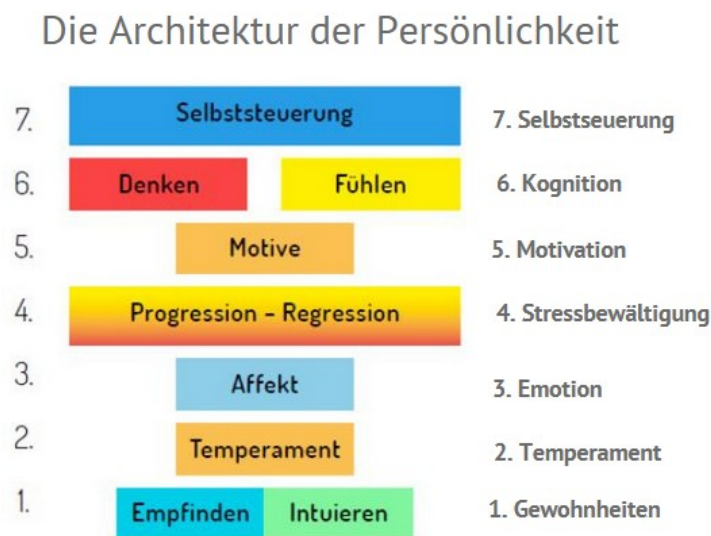 Die Architektur der Persönlichkeit
7. Selbststeuerung 7. Selbstseuerung
6. Denken Fühlen 6. Kognition
5. Motive 5. Motivation
4. Progression - Regression 4. Stressbewältigung
3. Affekt 3. Emotion
2. Temperament 2. Temperament
1. Empfinden Intuieren 1. Gewohnheiten